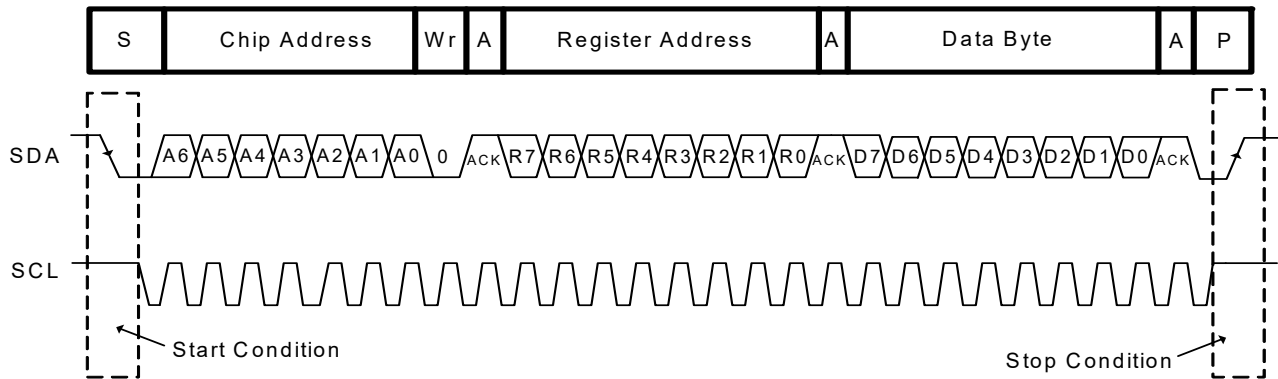 S Chip Address Wr A Register Address A Data Byte A P
SDA A6 A5 A4 A3 A2 A1 A0 0 ACK R7 R6 R5 R4 R3 R2 R1 R0 ACK D7 D6 D5 D4 D3 D2 D1 D0 ACK
SCL
Start Condition
Stop Condition